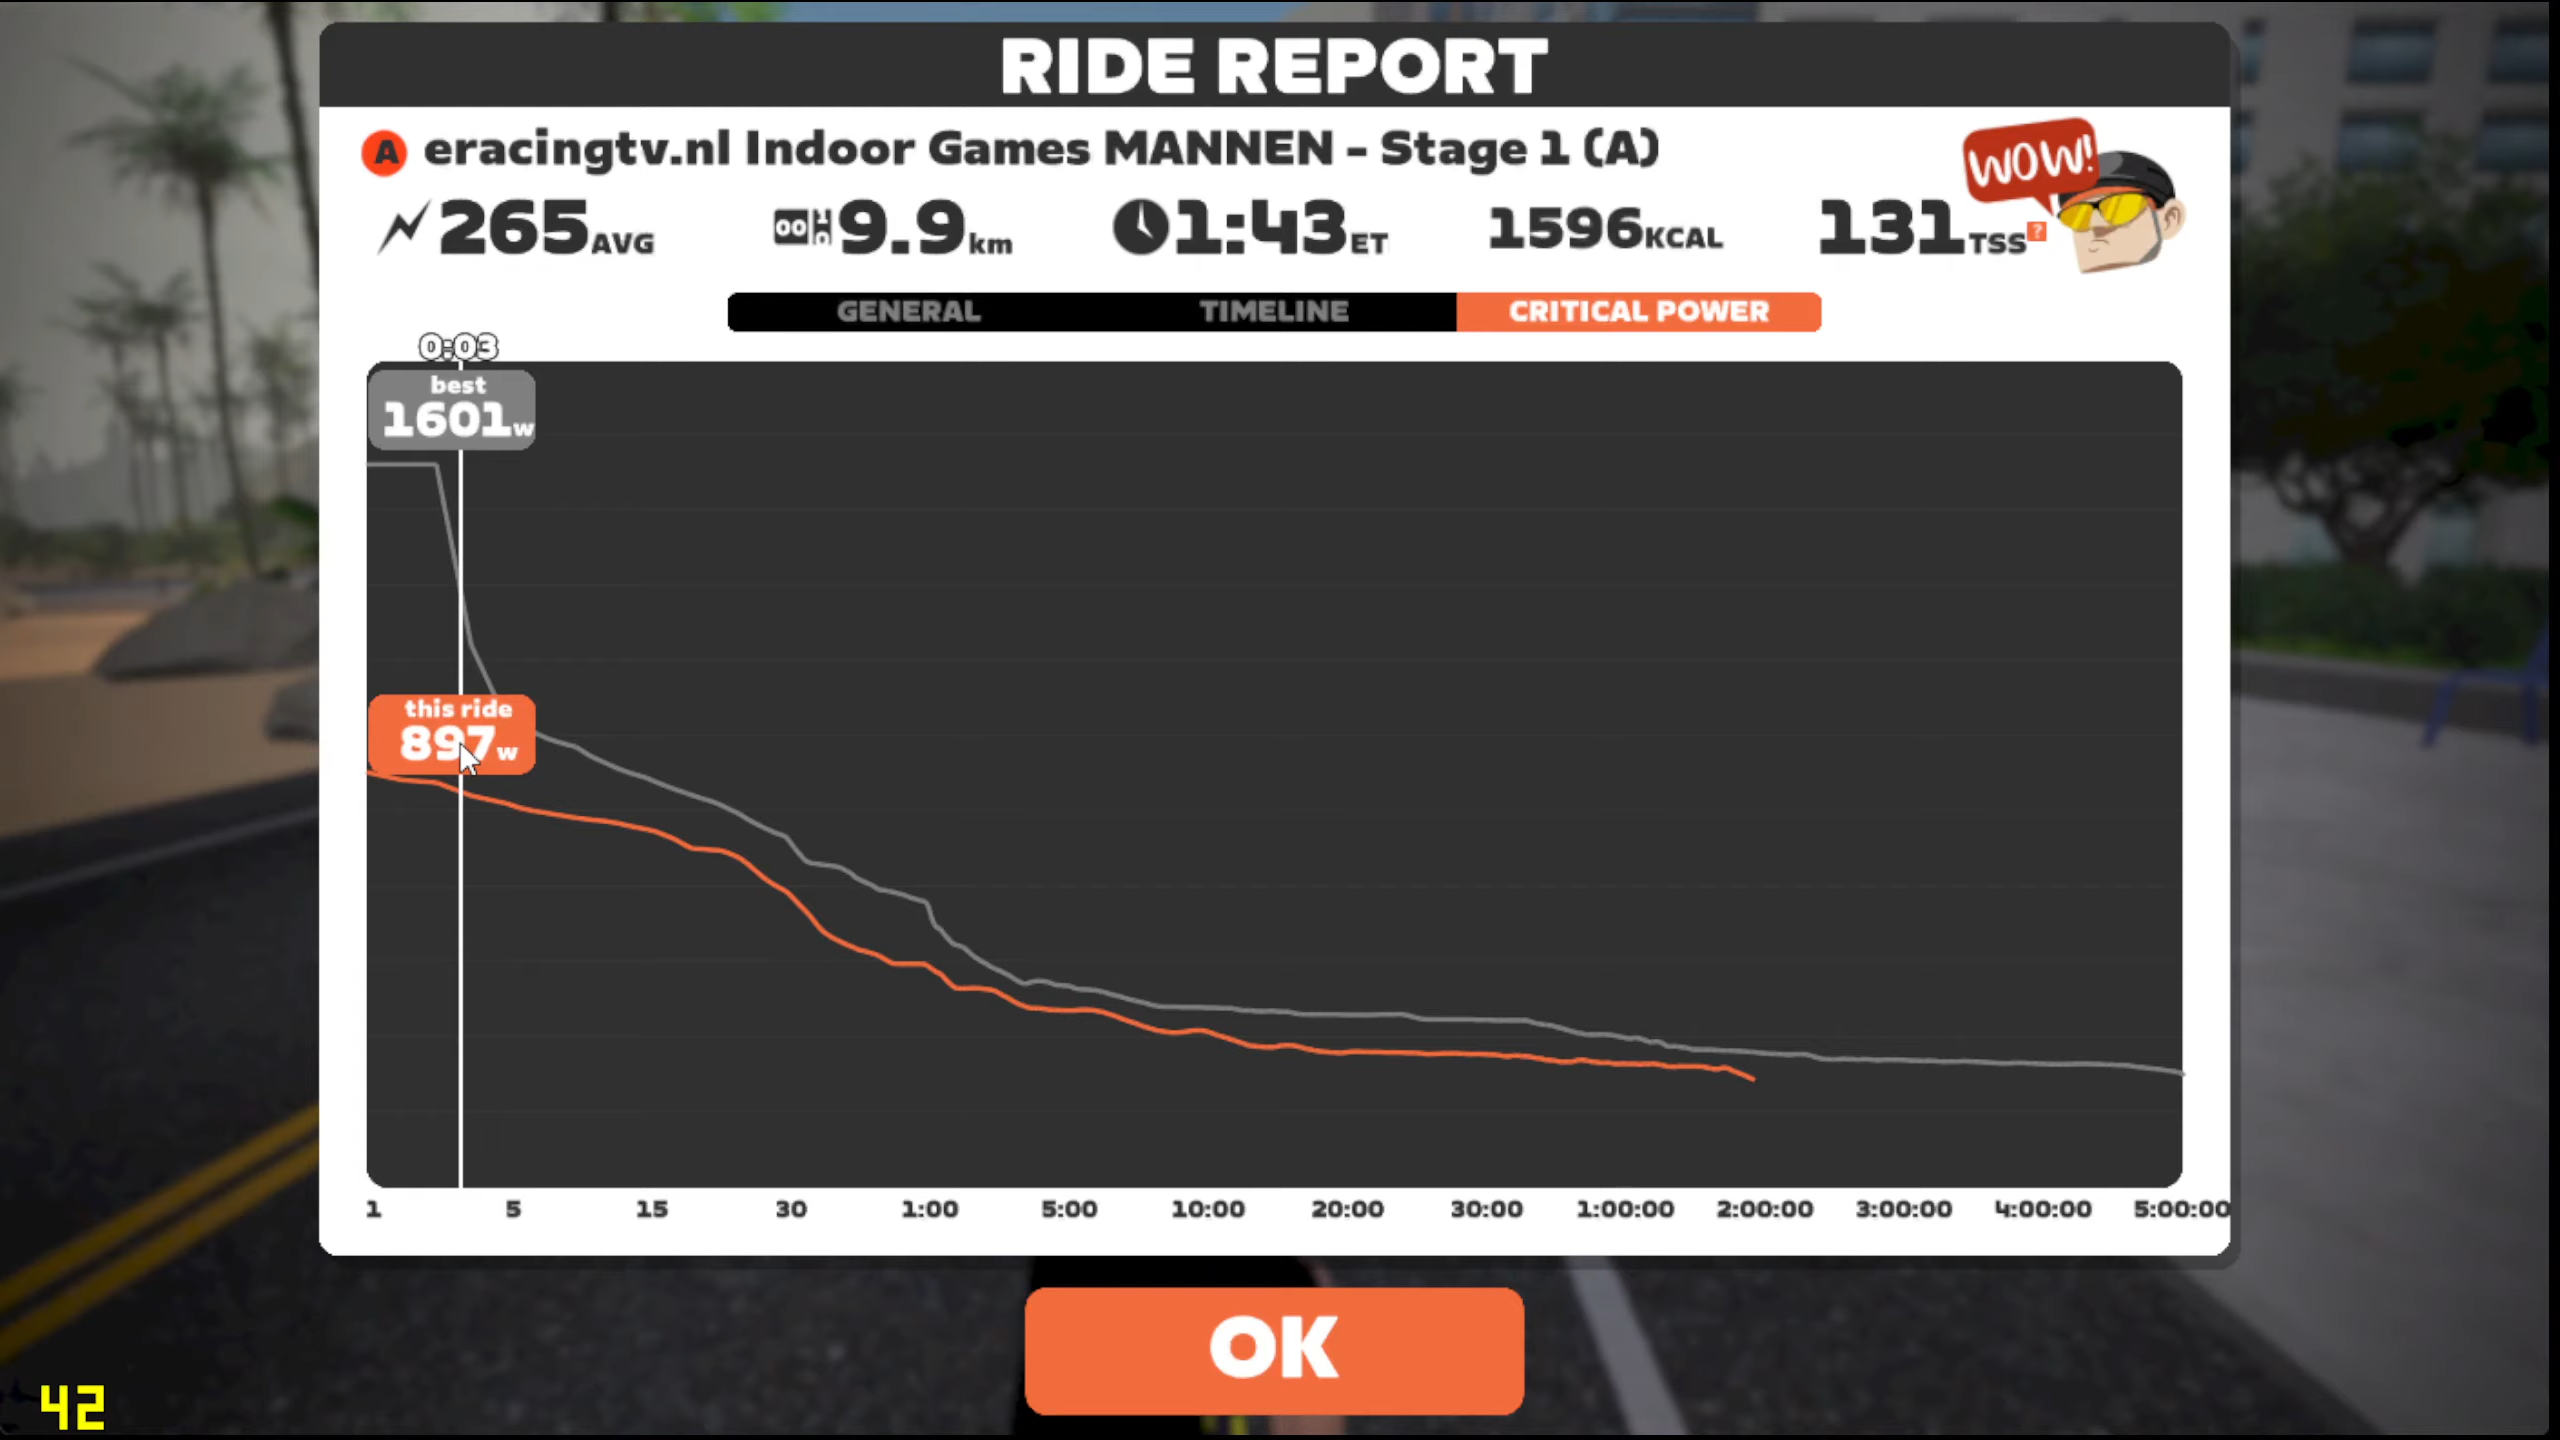 RIDE REPORT
A eracingtv.nl Indoor Games MANNEN - Stage 1 (A)
WOW!
265AVG 9.9km 1:43ET 1596KCAL 131TSS ?
GENERAL TIMELINE CRITICAL POWER
0:03
best
1601w
this ride
897w
1 5 15 30 1:00 5:00 10:00 20:00 30:00 1:00:00 2:00:00 3:00:00 4:00:00 5:00:00
OK
42